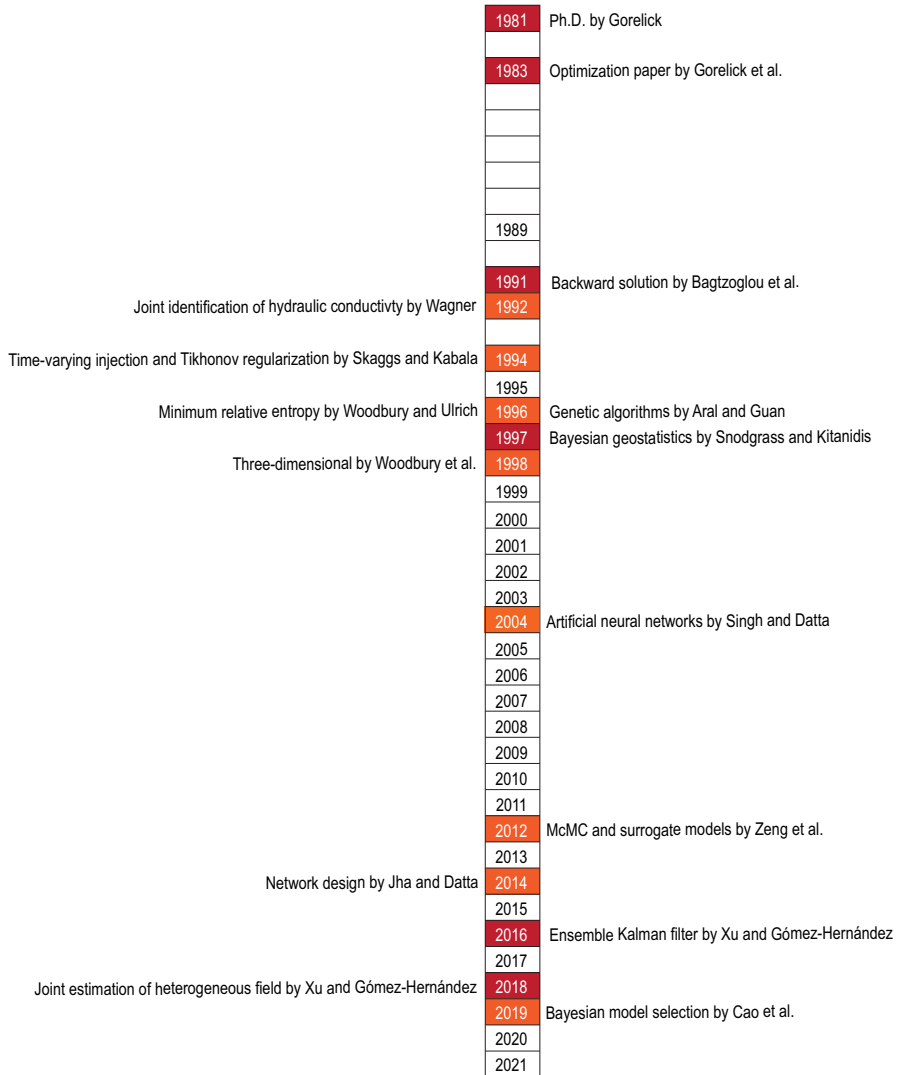 1981 Ph.D. by Gorelick
1983 Optimization paper by Gorelick et al.
1989
1991 Backward solution by Bagtzoglou et al.
Joint identification of hydraulic conductivty by Wagner 1992
Time-varying injection and Tikhonov regularization by Skaggs and Kabala 1994
1995
Minimum relative entropy by Woodbury and Ulrich 1996 Genetic algorithms by Aral and Guan
1997 Bayesian geostatistics by Snodgrass and Kitanidis
Three-dimensional by Woodbury et al. 1998
1999
2000
2001
2002
2003
2004 Artificial neural networks by Singh and Datta
2005
2006
2007
2008
2009
2010
2011
2012 McMC and surrogate models by Zeng et al.
2013
Network design by Jha and Datta 2014
2015
2016 Ensemble Kalman filter by Xu and Gómez-Hernández
2017
Joint estimation of heterogeneous field by Xu and Gómez-Hernández 2018
2019 Bayesian model selection by Cao et al.
2020
2021